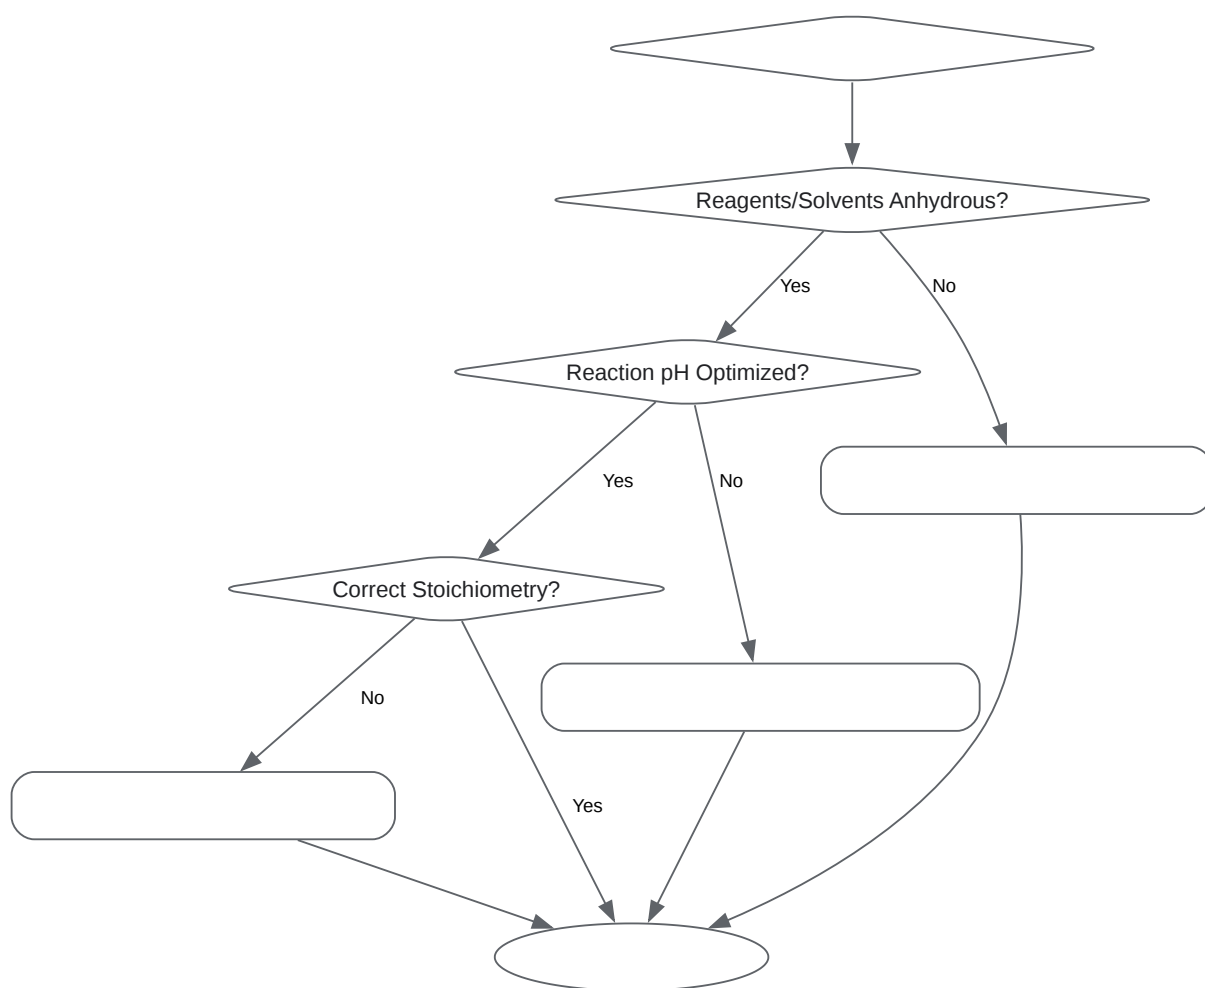 Reagents/Solvents Anhydrous?
Yes
No
Reaction pH Optimized?
Yes
No
Correct Stoichiometry?
No
Yes